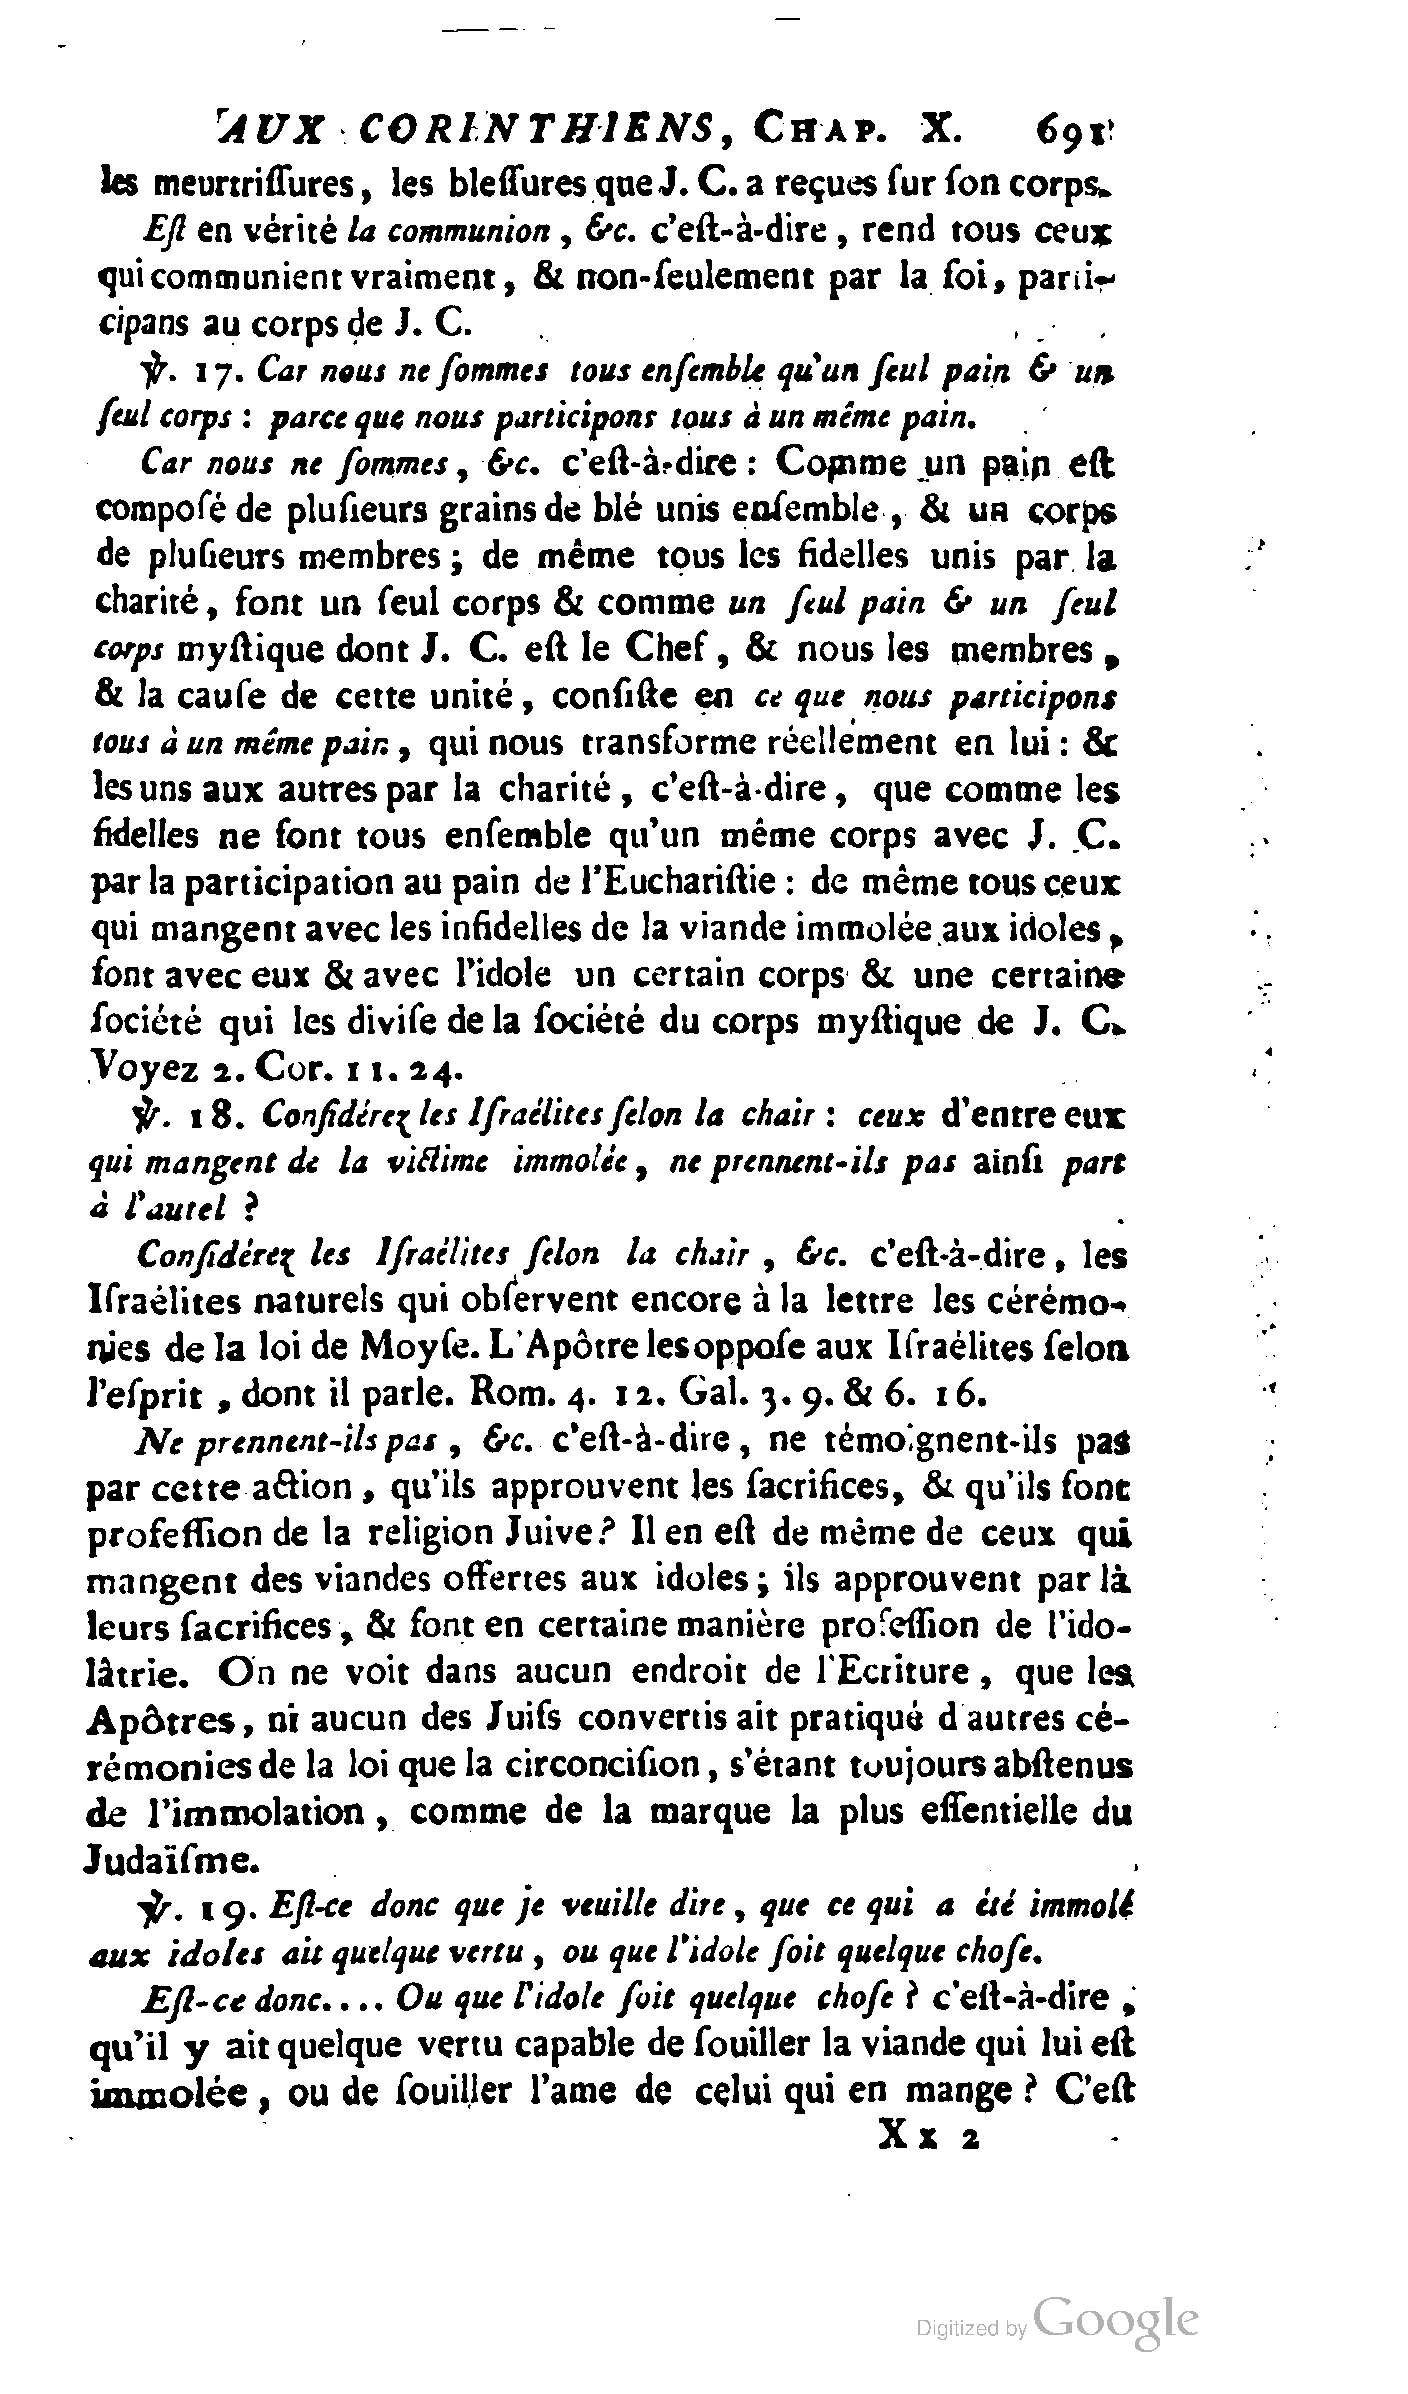 AUX CORINTHIENS, CHAP. X. 691
les meurtriſſures, les bleſſures que J. C. a reçues ſur ſon corps.
Eſt en vérité la communion, &c. c'eſt-à-dire, rend tous ceux
qui communient vraiment, & non-ſeulement par la foi, parti-
cipans au corps de J. C.
℣. 17. Car nous ne ſommes tous enſemble qu'un ſeul pain & un
ſeul corps : parce que nous participons tous à un même pain.
Car nous ne ſommes, &c. c'eſt-à-dire : Comme un pain eſt
compoſé de pluſieurs grains de blé unis enſemble, & un corps
de pluſieurs membres ; de même tous les fidelles unis par la
charité, font un ſeul corps & comme un ſeul pain & un ſeul
corps myſtique dont J. C. eſt le Chef, & nous les membres,
& la cauſe de cette unité, conſiſte en ce que nous participons
tous à un même pain, qui nous transforme réellement en lui : &
les uns aux autres par la charité, c'eſt-à-dire, que comme les
fidelles ne ſont tous enſemble qu'un même corps avec J. C.
par la participation au pain de l'Euchariſtie : de même tous ceux
qui mangent avec les infidelles de la viande immolée aux idoles,
font avec eux & avec l'idole un certain corps & une certaine
ſociété qui les diviſe de la ſociété du corps myſtique de J. C.
Voyez 2. Cor. 11. 24.
℣. 18. Conſidérez les Iſraélites ſelon la chair : ceux d'entre eux
qui mangent de la victime immolée, ne prennent-ils pas ainſi part
à l'autel ?
Conſidérez les Iſraélites ſelon la chair, &c. c'eſt-à-dire, les
Iſraélites naturels qui obſervent encore à la lettre les cérémo-
nies de la loi de Moyſe. L'Apôtre les oppoſe aux Iſraélites ſelon
l'eſprit, dont il parle. Rom. 4. 12. Gal. 3. 9. & 6. 16.
Ne prennent-ils pas, &c. c'eſt-à-dire, ne témoignent-ils pas
par cette action, qu'ils approuvent les ſacrifices, & qu'ils font
profeſſion de la religion Juive ? Il en eſt de même de ceux qui
mangent des viandes offertes aux idoles ; ils approuvent par là
leurs ſacrifices, & font en certaine manière profeſſion de l'ido-
lâtrie. On ne voit dans aucun endroit de l'Ecriture, que les
Apôtres, ni aucun des Juifs convertis ait pratiqué d'autres cé-
rémonies de la loi que la circonciſion, s'étant toujours abſtenus
de l'immolation, comme de la marque la plus eſſentielle du
Judaïſme.
℣. 19. Eſt-ce donc que je veuille dire, que ce qui a été immolé
aux idoles ait quelque vertu, ou que l'idole ſoit quelque choſe.
Eſt-ce donc.... Ou que l'idole ſoit quelque choſe ? c'eſt-à-dire,
qu'il y ait quelque vertu capable de ſouiller la viande qui lui eſt
immolée, ou de ſouiller l'ame de celui qui en mange ? C'eſt
Xx 2
Digitized by Google